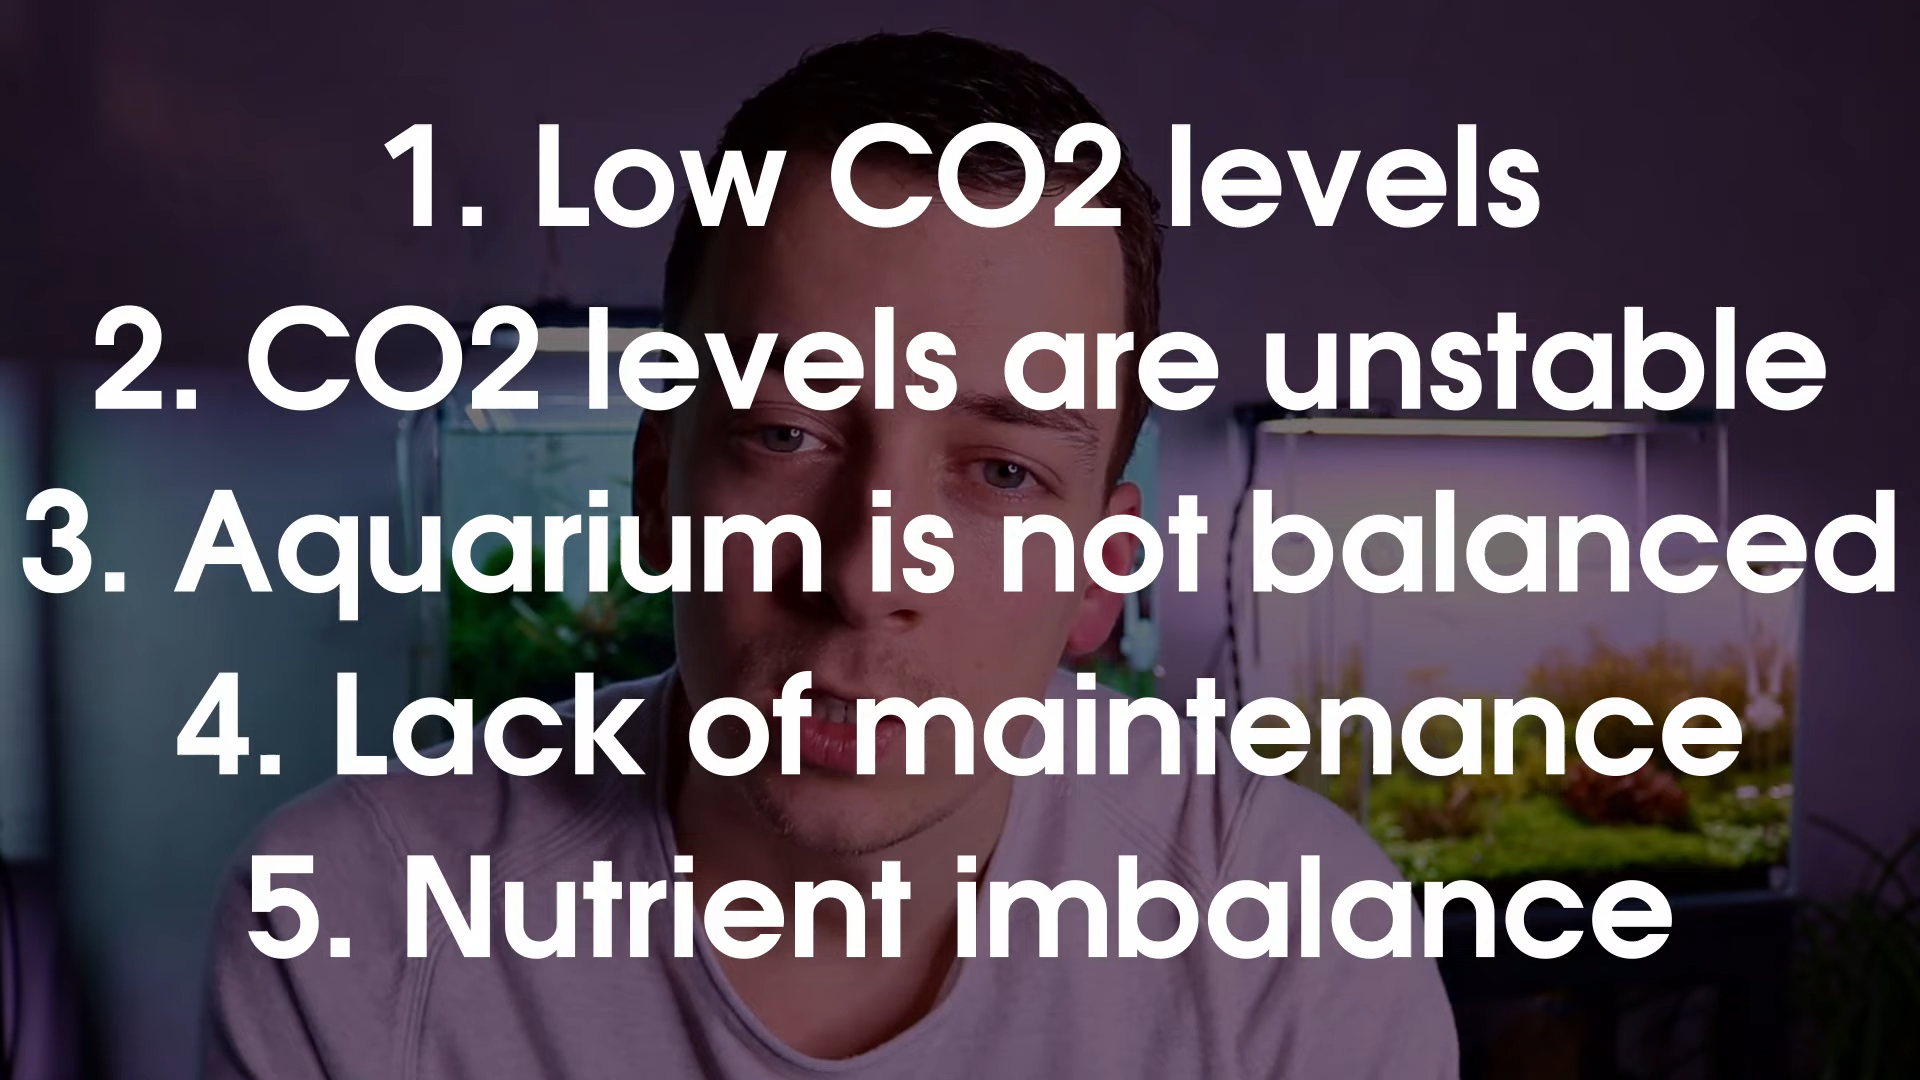 1. Low CO2 levels
2. CO2 levels are unstable
3. Aquarium is not balanced
4. Lack of maintenance
5. Nutrient imbalance